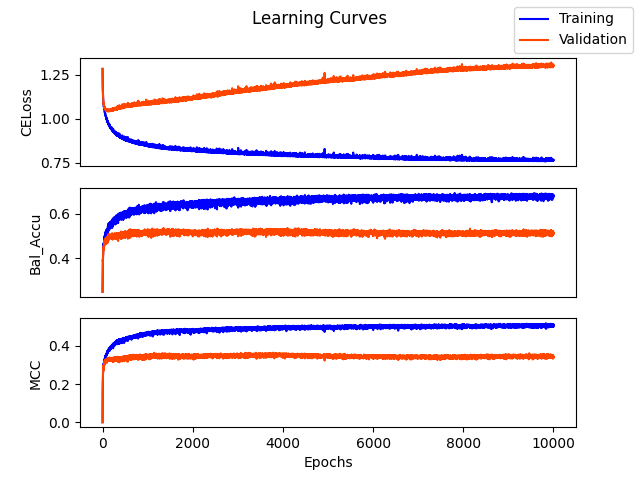 Learning Curves
Training
Validation
1.25
1.00
0.75
CELoss
0.6
0.4
Bal_Accu
0.4
0.2
0.0
MCC
0 2000 4000 6000 8000 10000
Epochs